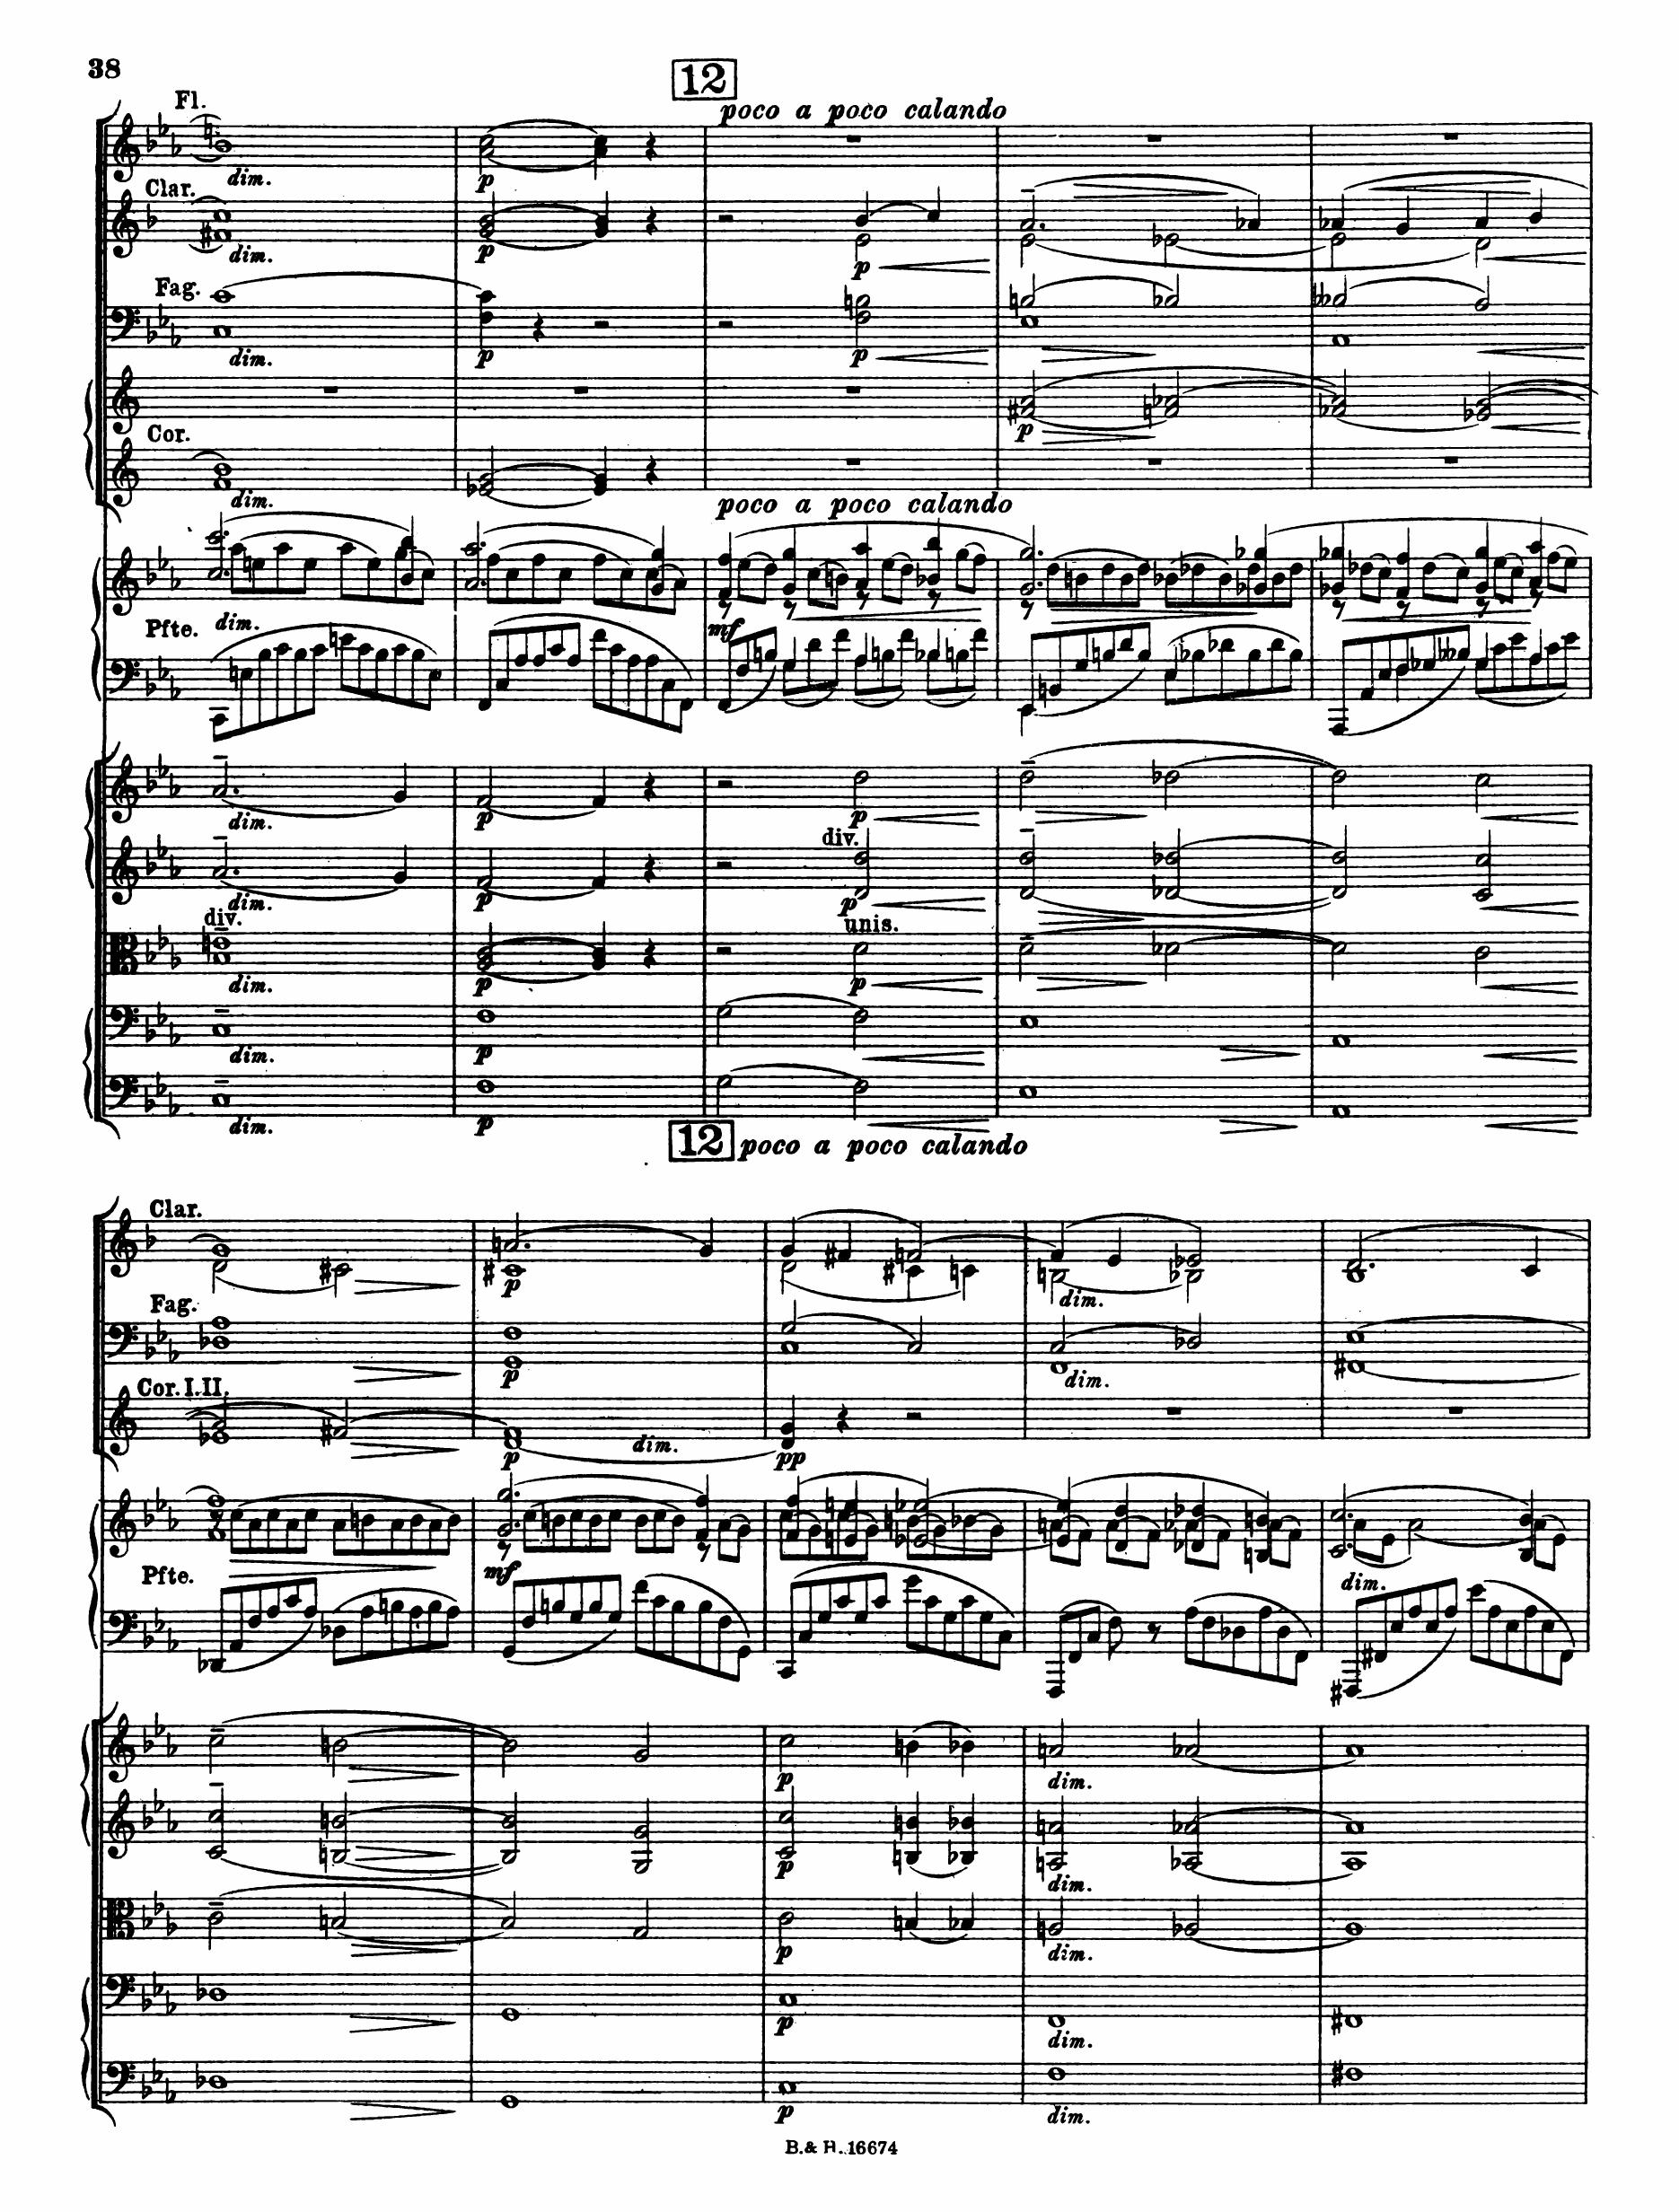 38
12
Fl.
poco a poco calando
dim.
p
Clar.
dim.
p
p
Fag.
dim.
p
p
p
Cor.
dim.
poco a poco calando
dim.
mf
Pfte.
dim.
p
p
div.
dim.
p
p
div.
unis.
dim.
p
p
dim.
p
dim.
p
12 poco a poco calando
Clar.
p
dim.
Fag.
p
dim.
Cor. I. II.
p
dim.
pp
mf
dim.
Pfte.
p
dim.
p
dim.
p
dim.
p
dim.
p
dim.
B. & H. 16674